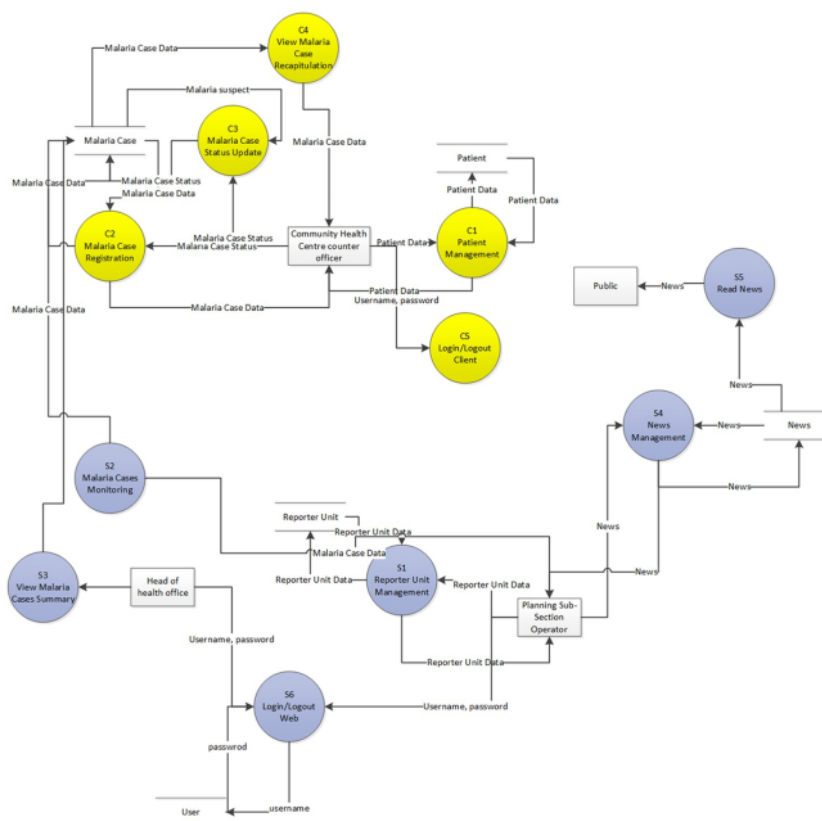 C4
View Malaria
Case
Recapitulation
Malaria Case Data
Malaria suspect
C3
Malaria Case
Status Update
Malaria Case
Malaria Case Data
Patient
Malaria Case Data
Malaria Case Status
Malaria Case Data
Patient Data
Patient Data
C2
Malaria Case
Registration
Malaria Case Status
Malaria Case Status
Community Health
Centre counter
officer
Patient Data
C1
Patient
Management
Patient Data
Username, password
Malaria Case Data
Malaria Case Data
C5
Login/Logout
Client
Public
News
S5
Read News
News
S4
News
Management
News
News
News
S2
Malaria Cases
Monitoring
Reporter Unit
Reporter Unit Data
Malaria Case Data
News
News
S3
View Malaria
Cases Summary
Head of
health office
Reporter Unit Data
S1
Reporter Unit
Management
Reporter Unit Data
Planning Sub-
Section
Operator
Username, password
Reporter Unit Data
S6
Login/Logout
Web
Username, password
passwrod
username
User